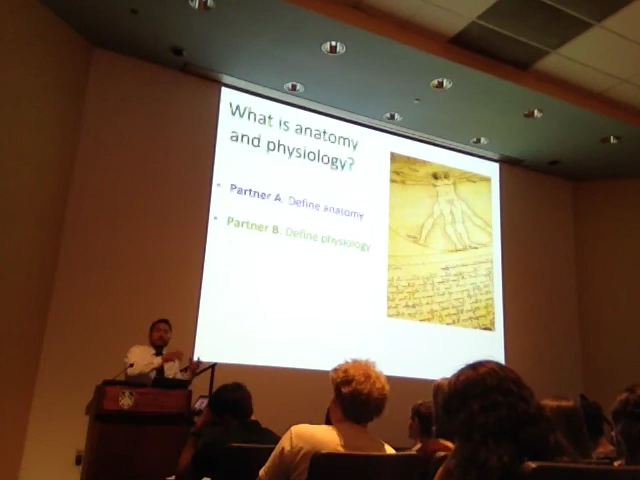 What is anatomy
and physiology?
• Partner A. Define anatomy
• Partner B. Define physiology